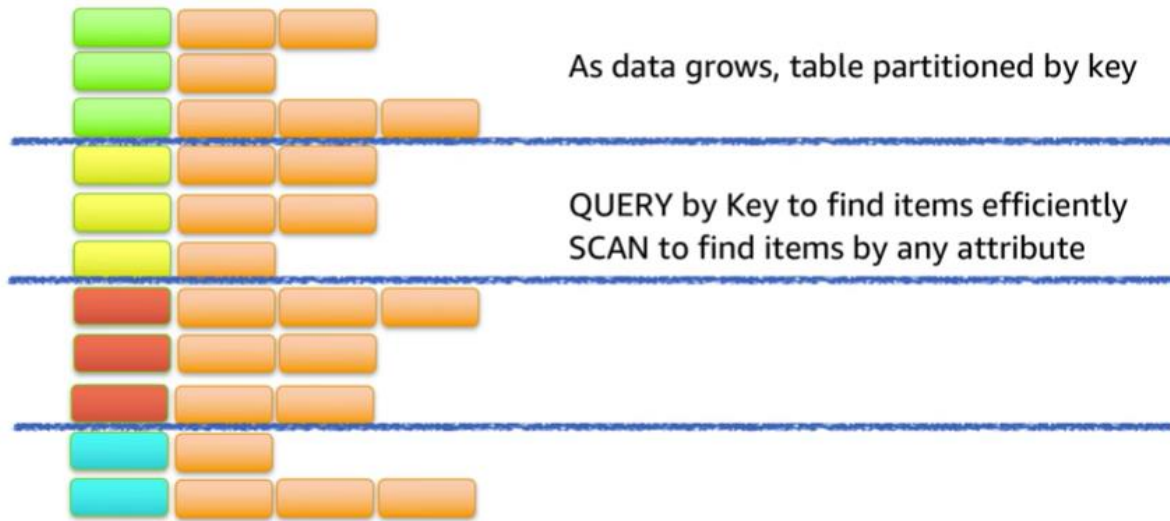 As data grows, table partitioned by key
QUERY by Key to find items efficiently
SCAN to find items by any attribute